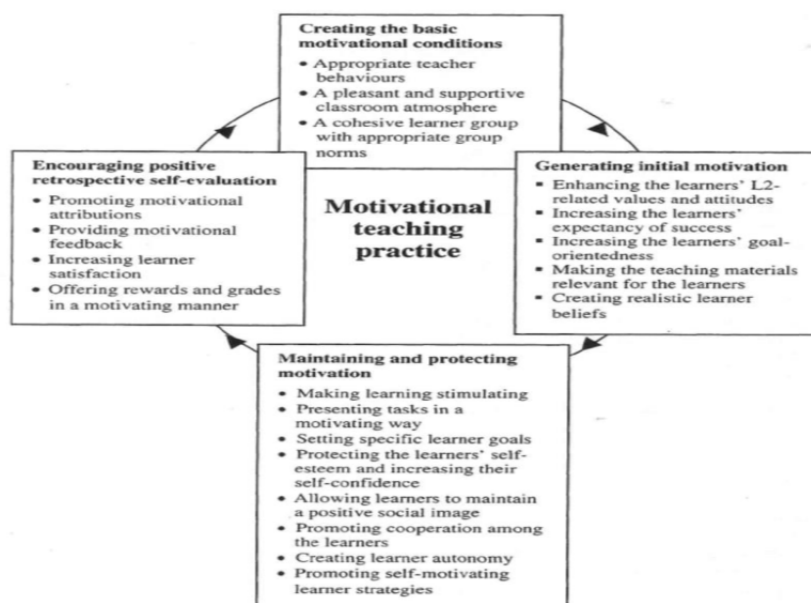 Creating the basic
motivational conditions
• Appropriate teacher
behaviours
• A pleasant and supportive
classroom atmosphere
• A cohesive learner group
with appropriate group
norms
Encouraging positive
retrospective self-evaluation
• Promoting motivational
attributions
• Providing motivational
feedback
• Increasing learner
satisfaction
• Offering rewards and grades
in a motivating manner
Motivational
teaching
practice
Generating initial motivation
▪ Enhancing the learners' L2-
related values and attitudes
▪ Increasing the learners'
expectancy of success
▪ Increasing the learners' goal-
orientedness
▪ Making the teaching materials
relevant for the learners
▪ Creating realistic learner
beliefs
Maintaining and protecting
motivation
• Making learning stimulating
• Presenting tasks in a
motivating way
• Setting specific learner goals
• Protecting the learners' self-
esteem and increasing their
self-confidence
• Allowing learners to maintain
a positive social image
• Promoting cooperation among
the learners
• Creating learner autonomy
• Promoting self-motivating
learner strategies